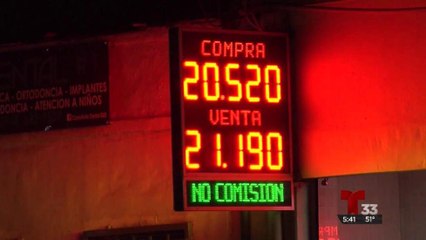 COMPRA
20.520
VENTA
21.190
NO COMISION
CA • ORTODONCIA • IMPLANTES
DONCIA • ATENCION A NIÑOS
33
5:41 51°